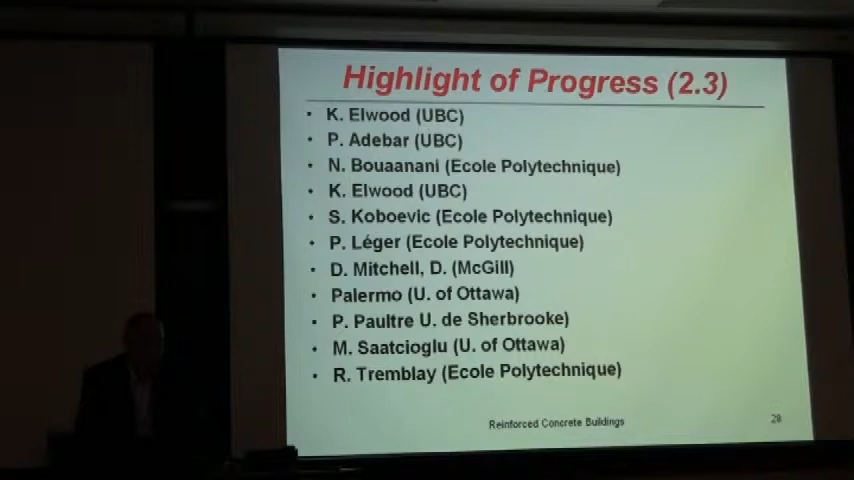 Highlight of Progress (2.3)
• K. Elwood (UBC)
• P. Adebar (UBC)
• N. Bouaanani (Ecole Polytechnique)
• K. Elwood (UBC)
• S. Koboevic (Ecole Polytechnique)
• P. Léger (Ecole Polytechnique)
• D. Mitchell, D. (McGill)
• Palermo (U. of Ottawa)
• P. Paultre U. de Sherbrooke)
• M. Saatcioglu (U. of Ottawa)
• R. Tremblay (Ecole Polytechnique)
Reinforced Concrete Buildings
28